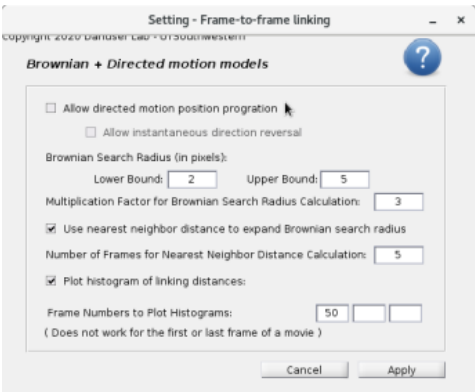 Setting - Frame-to-frame linking
Copyright 2020 Danuser Lab - UTSouthwestern
Brownian + Directed motion models
?
Allow directed motion position progration
Allow instantaneous direction reversal
Brownian Search Radius (in pixels):
Lower Bound: 2 Upper Bound: 5
Multiplication Factor for Brownian Search Radius Calculation: 3
Use nearest neighbor distance to expand Brownian search radius
Number of Frames for Nearest Neighbor Distance Calculation: 5
Plot histogram of linking distances:
Frame Numbers to Plot Histograms: 50
( Does not work for the first or last frame of a movie )
Cancel Apply